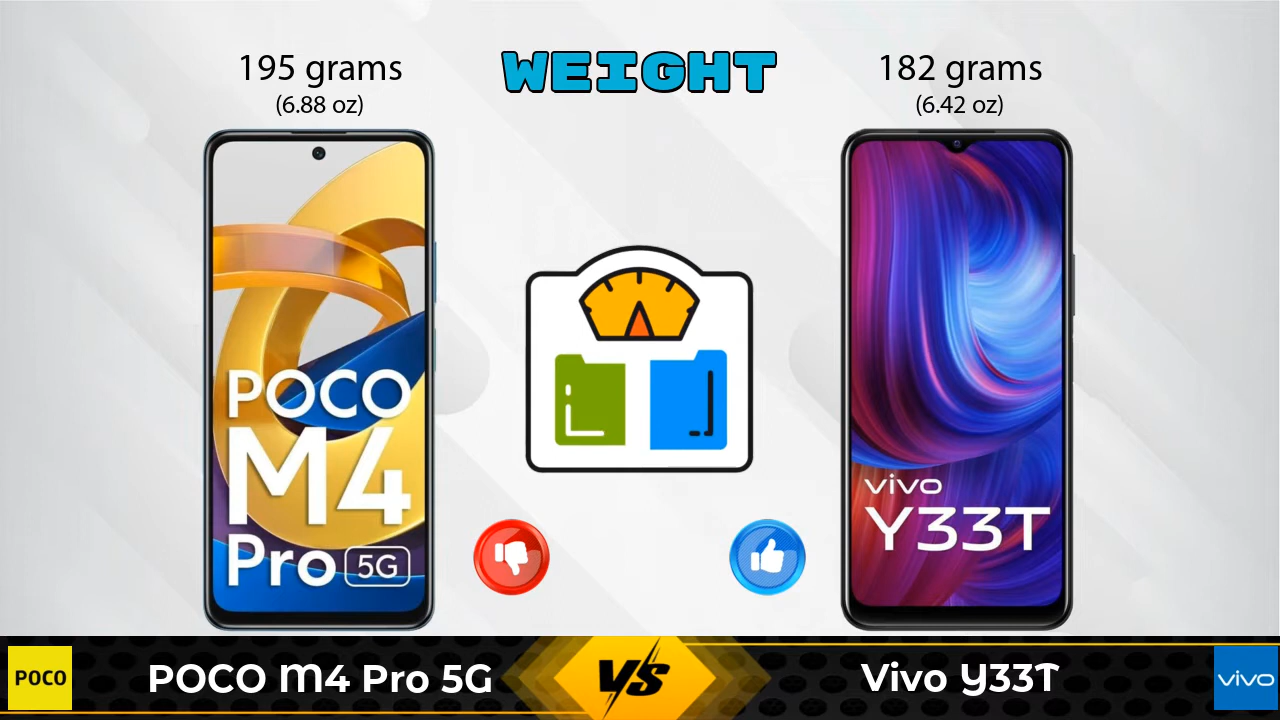 WEIGHT
195 grams
(6.88 oz)
182 grams
(6.42 oz)
POCO
M4
Pro 5G
vivo
Y33T
POCO
POCO M4 Pro 5G
VS
Vivo Y33T
vivo